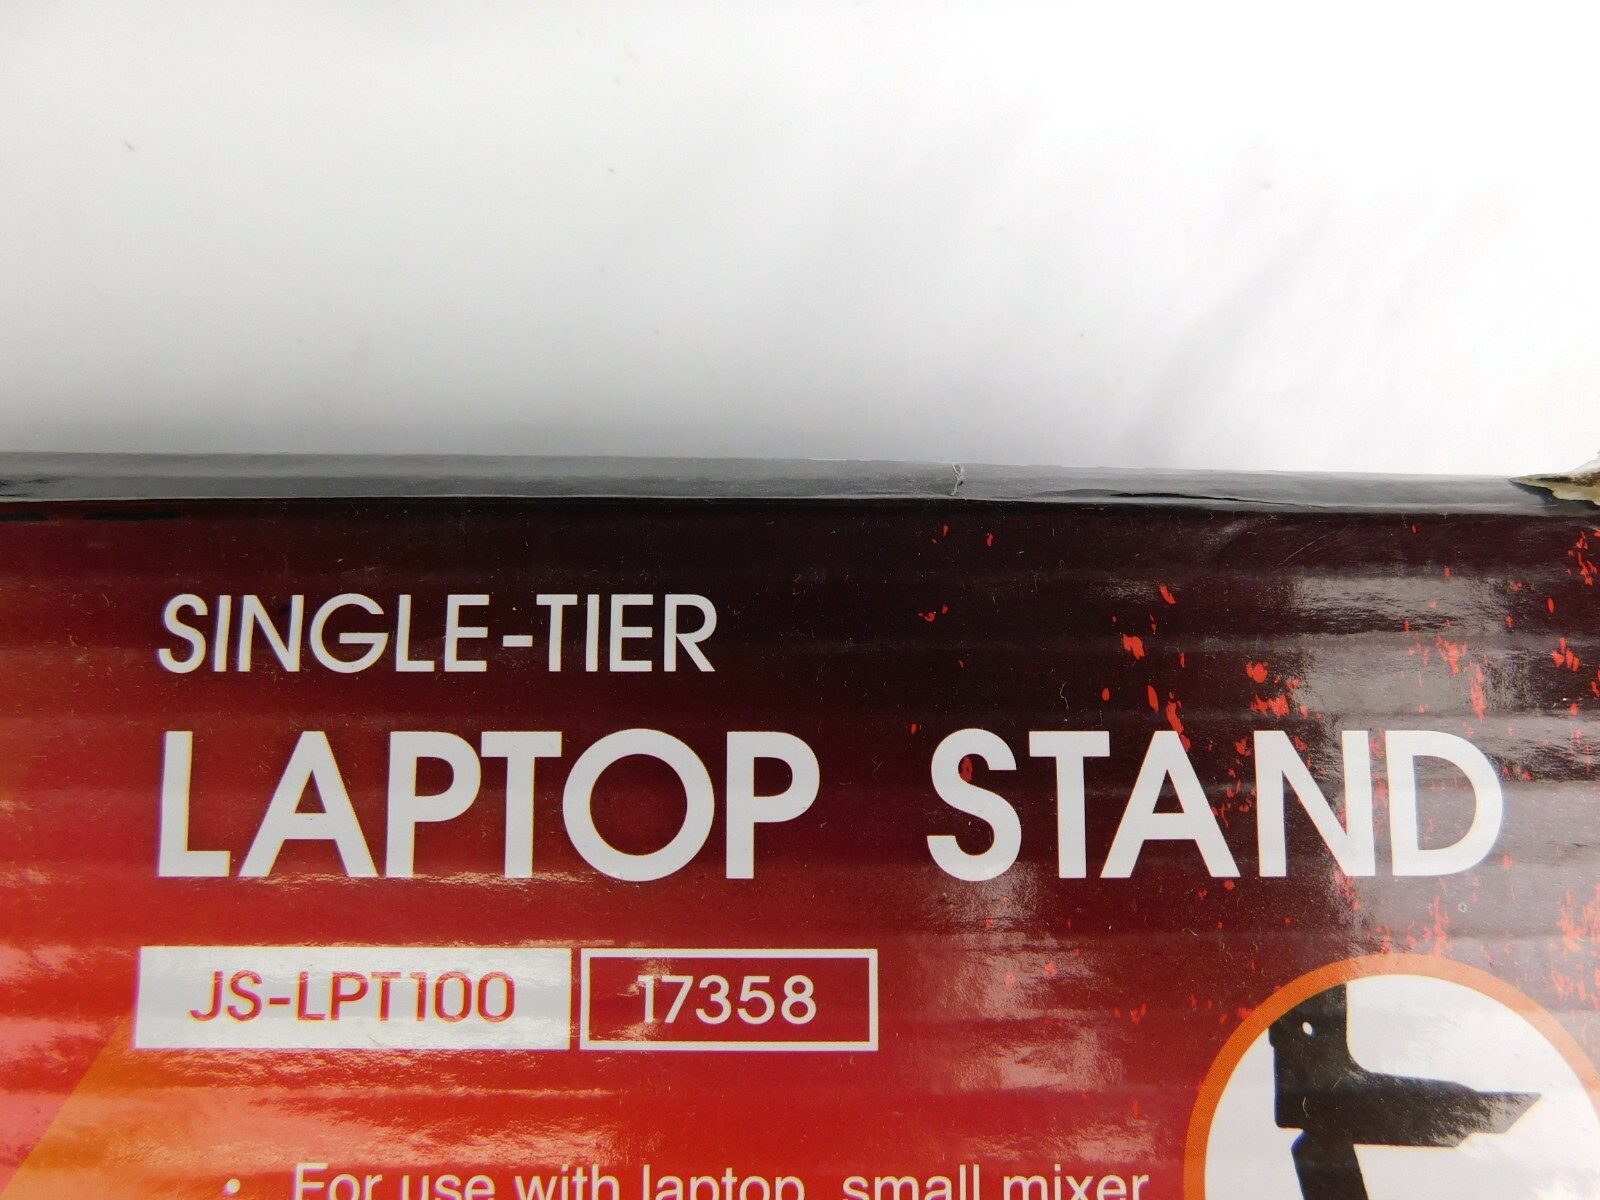 SINGLE-TIER
LAPTOP STAND
JS-LPT100 17358
• For use with laptop, small mixer